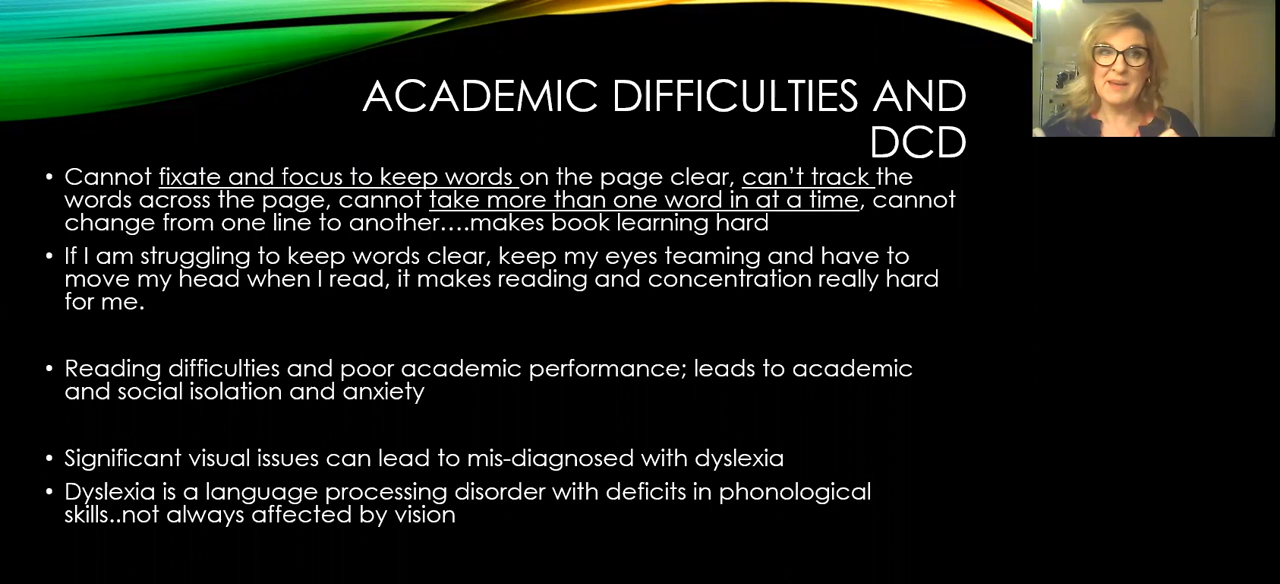 ACADEMIC DIFFICULTIES AND
DCD
• Cannot fixate and focus to keep words on the page clear, can't track the
words across the page, cannot take more than one word in at a time, cannot
change from one line to another....makes book learning hard
• If I am struggling to keep words clear, keep my eyes teaming and have to
move my head when I read, it makes reading and concentration really hard
for me.
• Reading difficulties and poor academic performance; leads to academic
and social isolation and anxiety
• Significant visual issues can lead to mis-diagnosed with dyslexia
• Dyslexia is a language processing disorder with deficits in phonological
skills..not always affected by vision